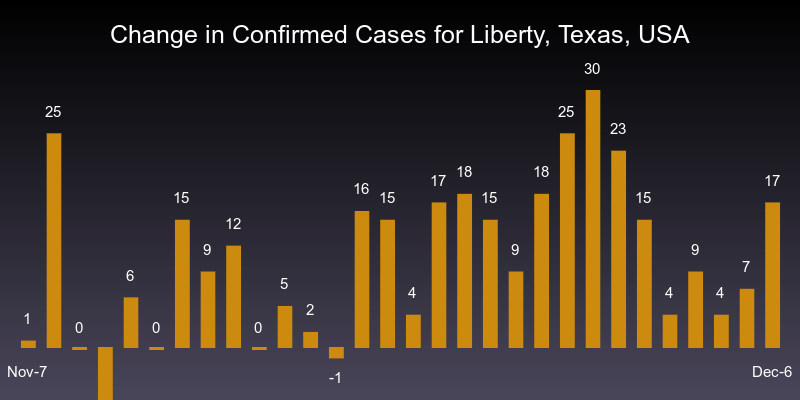 Change in Confirmed Cases for Liberty, Texas, USA
1 25 0 6 0 15 9 12 0 5 2 -1 16 15 4 17 18 15 9 18 25 30 23 15 4 9 4 7 17
Nov-7 Dec-6